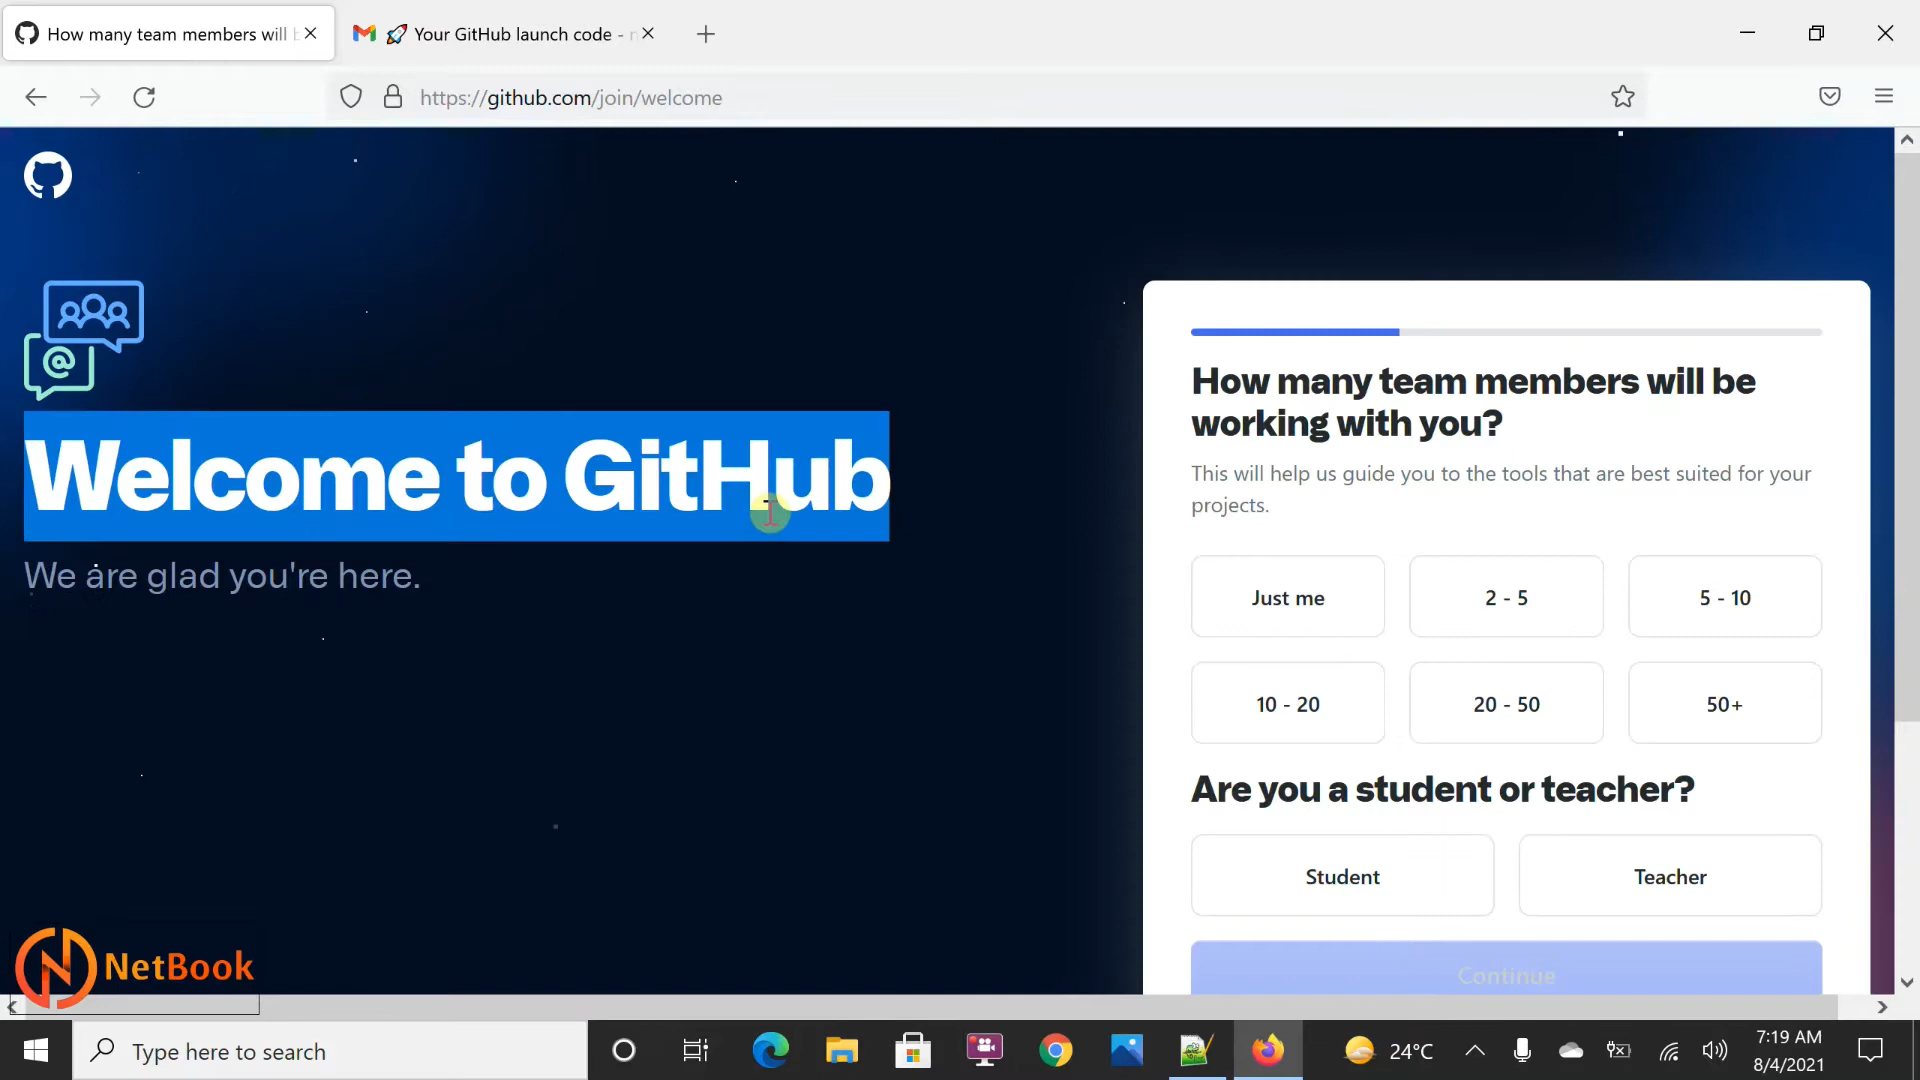 How many team members will b
🚀 Your GitHub launch code - n
https://github.com/join/welcome
@
Welcome to GitHub
We are glad you're here.
How many team members will be
working with you?
This will help us guide you to the tools that are best suited for your
projects.
Just me
2 - 5
5 - 10
10 - 20
20 - 50
50+
Are you a student or teacher?
Student
Teacher
Continue
NetBook
Type here to search
24°C
7:19 AM
8/4/2021